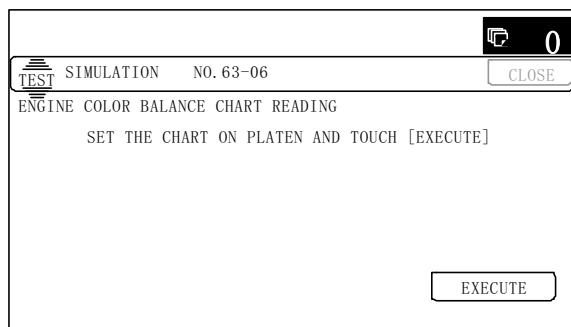 0
TEST SIMULATION NO.63-06 CLOSE
ENGINE COLOR BALANCE CHART READING
SET THE CHART ON PLATEN AND TOUCH [EXECUTE]
EXECUTE